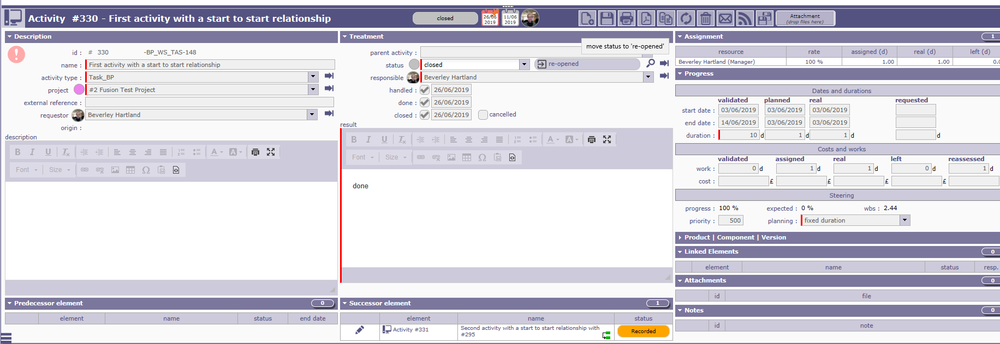 Activity #330 - First activity with a start to start relationship
closed
26/06
2019
11/06
2019
Attachment
(drop files here)
Description
id :
# 330
-BP_WS_TAS-148
name :
First activity with a start to start relationship
activity type :
Task_BP
project
#2 Fusion Test Project
external reference :
requestor
Beverley Hartland
origin :
description
B I U Tx
A A
Font
Size
Predecessor element
0
element name status end date
Treatment
move status to 're-opened'
parent activity :
status
closed
re-opened
responsible
Beverley Hartland
handled :
26/06/2019
done :
26/06/2019
closed :
26/06/2019
cancelled
result
B I U Tx
A A
Font
Size
done
Successor element
1
element name status
Activity #331
Second activity with a start to start relationship with
#295
Recorded
Assignment
1
resource rate assigned (d) real (d) left (d)
Beverley Hartland (Manager) 100 % 1.00 1.00 0.0
Progress
Dates and durations
validated planned real requested
start date : 03/06/2019 03/06/2019 03/06/2019
end date : 14/06/2019 03/06/2019 03/06/2019
duration : 10 d 1 d 1 d d
Costs and works
validated assigned real left reassessed
work : 0 d 1 d 1 d 0 d 1 d
cost : £ £ £ £
Steering
progress : 100 % expected : 0 % wbs : 2.44
priority : 500 planning : fixed duration
Product | Component | Version
Linked Elements
0
element name status resp.
Attachments
0
id file
Notes
0
id note